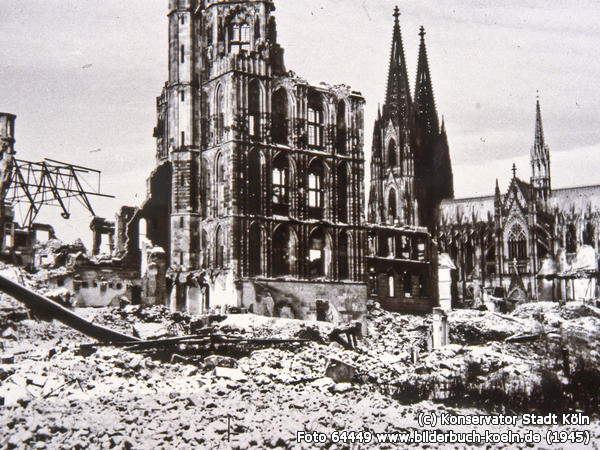 (c) Konservator Stadt Köln
Foto 64449 www.bilderbuch-koeln.de (1945)